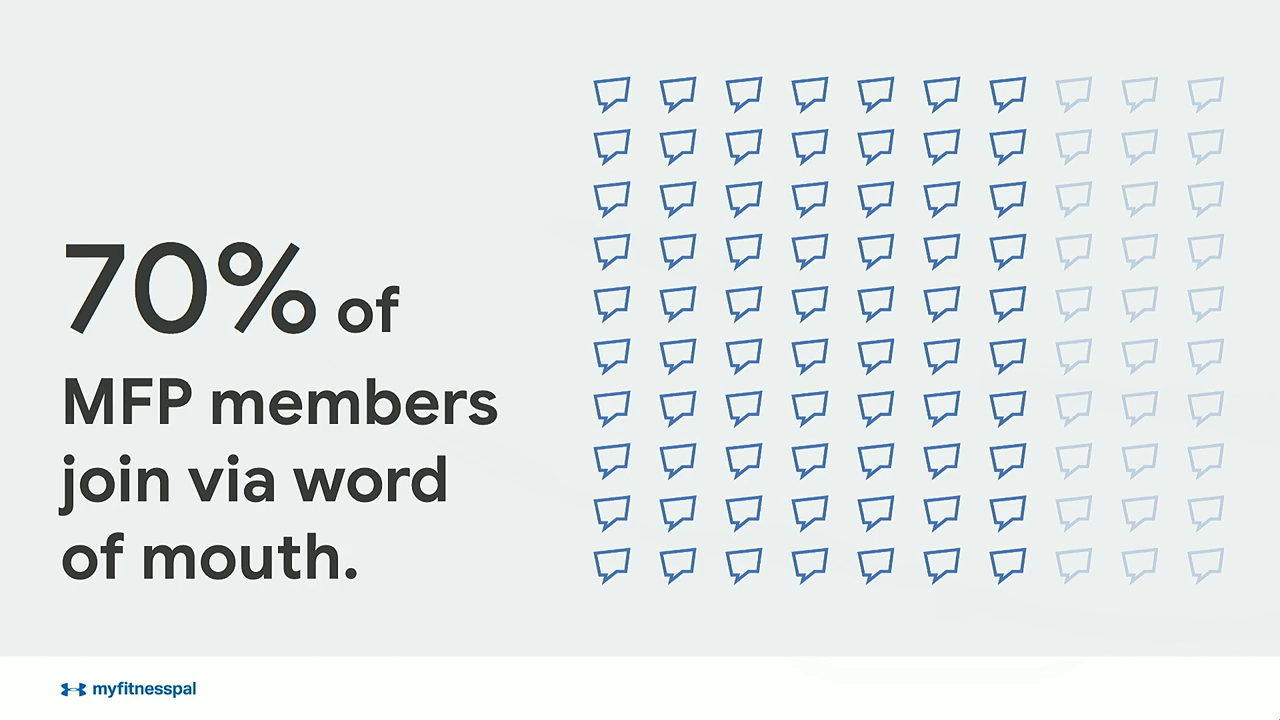 70% of
MFP members
join via word
of mouth.
myfitnesspal